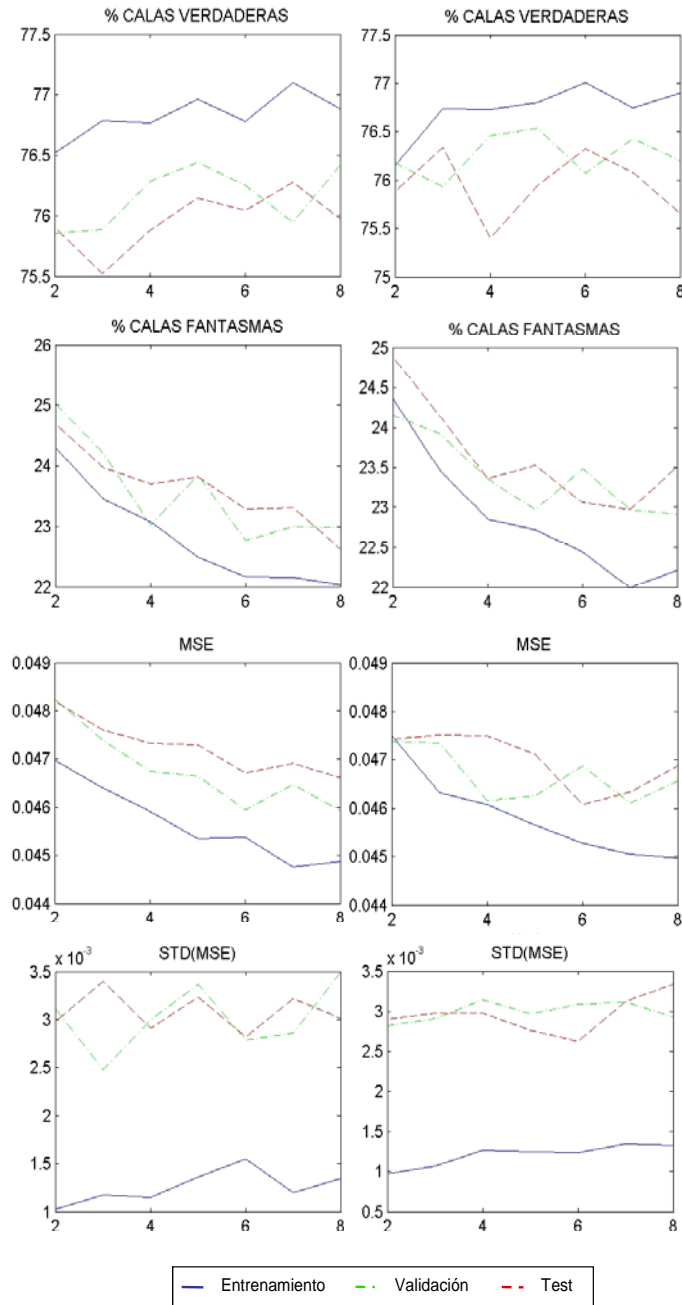 % CALAS VERDADERAS
77.5
77
76.5
76
75.5
2 4 6 8
% CALAS VERDADERAS
77.5
77
76.5
76
75.5
75
2 4 6 8
% CALAS FANTASMAS
26
25
24
23
22
2 4 6 8
% CALAS FANTASMAS
25
24.5
24
23.5
23
22.5
22
2 4 6 8
MSE
0.049
0.048
0.047
0.046
0.045
0.044
2 4 6 8
MSE
0.049
0.048
0.047
0.046
0.045
0.044
2 4 6 8
x 10⁻³
STD(MSE)
3.5
3
2.5
2
1.5
1
2 4 6 8
x 10⁻³
STD(MSE)
3.5
3
2.5
2
1.5
1
0.5
2 4 6 8
Entrenamiento Validación Test